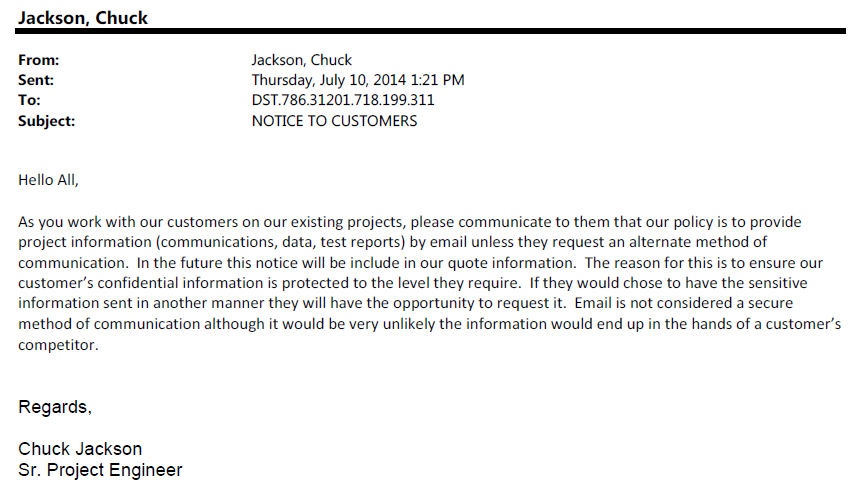 Jackson, Chuck
From: Jackson, Chuck
Sent: Thursday, July 10, 2014 1:21 PM
To: DST.786.31201.718.199.311
Subject: NOTICE TO CUSTOMERS
Hello All,
As you work with our customers on our existing projects, please communicate to them that our policy is to provide
project information (communications, data, test reports) by email unless they request an alternate method of
communication.  In the future this notice will be include in our quote information.  The reason for this is to ensure our
customer's confidential information is protected to the level they require.  If they would chose to have the sensitive
information sent in another manner they will have the opportunity to request it.  Email is not considered a secure
method of communication although it would be very unlikely the information would end up in the hands of a customer's
competitor.
Regards,
Chuck Jackson
Sr. Project Engineer